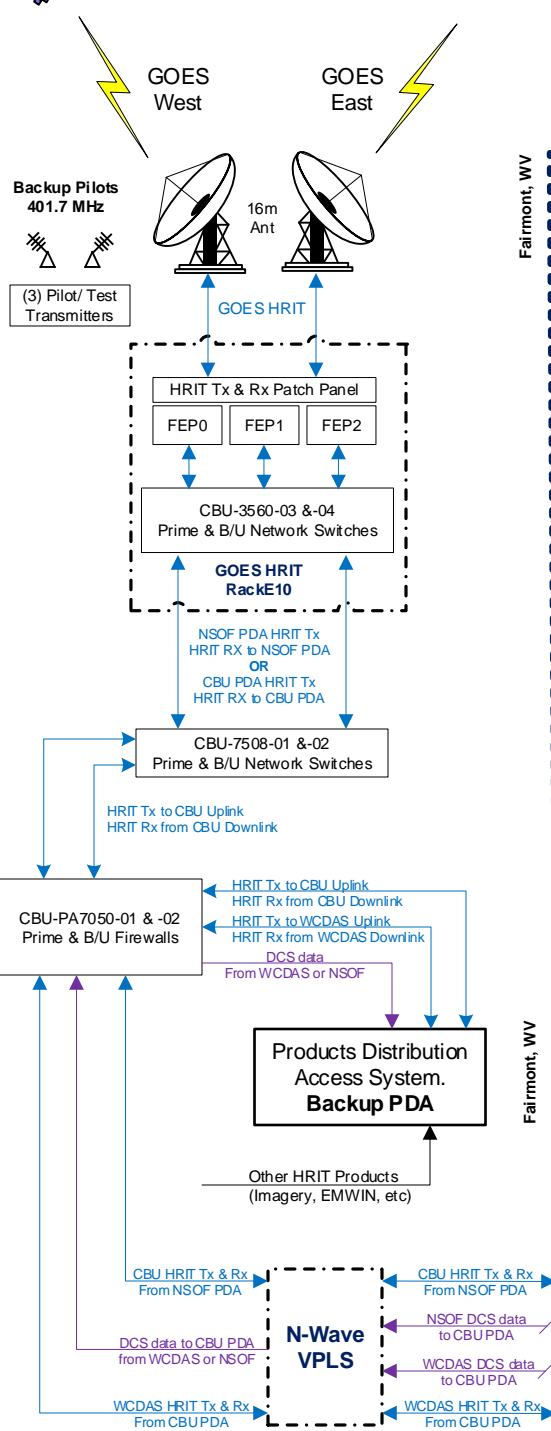 GOES
West
GOES
East
Fairmont, WV
Backup Pilots
401.7 MHz
16m
Ant
(3) Pilot/ Test
Transmitters
GOES HRIT
HRIT Tx & Rx Patch Panel
FEP0
FEP1
FEP2
CBU-3560-03 &-04
Prime & B/U Network Switches
GOES HRIT
RackE10
NSOF PDA HRIT Tx
HRIT RX to NSOF PDA
OR
CBU PDA HRIT Tx
HRIT RX to CBU PDA
CBU-7508-01 &-02
Prime & B/U Network Switches
HRIT Tx to CBU Uplink
HRIT Rx from CBU Downlink
CBU-PA7050-01 & -02
Prime & B/U Firewalls
HRIT Tx to CBU Uplink
HRIT Rx from CBU Downlink
HRIT Tx to WCDAS Uplink
HRIT Rx from WCDAS Downlink
DCS data
From WCDAS or NSOF
Products Distribution
Access System.
Backup PDA
Fairmont, WV
Other HRIT Products
(Imagery, EMWIN, etc)
CBU HRIT Tx & Rx
From NSOF PDA
DCS data to CBU PDA
from WCDAS or NSOF
WCDAS HRIT Tx & Rx
From CBU PDA
N-Wave
VPLS
CBU HRIT Tx & Rx
From NSOF PDA
NSOF DCS data
to CBU PDA
WCDAS DCS data
to CBU PDA
WCDAS HRIT Tx & Rx
From CBU PDA